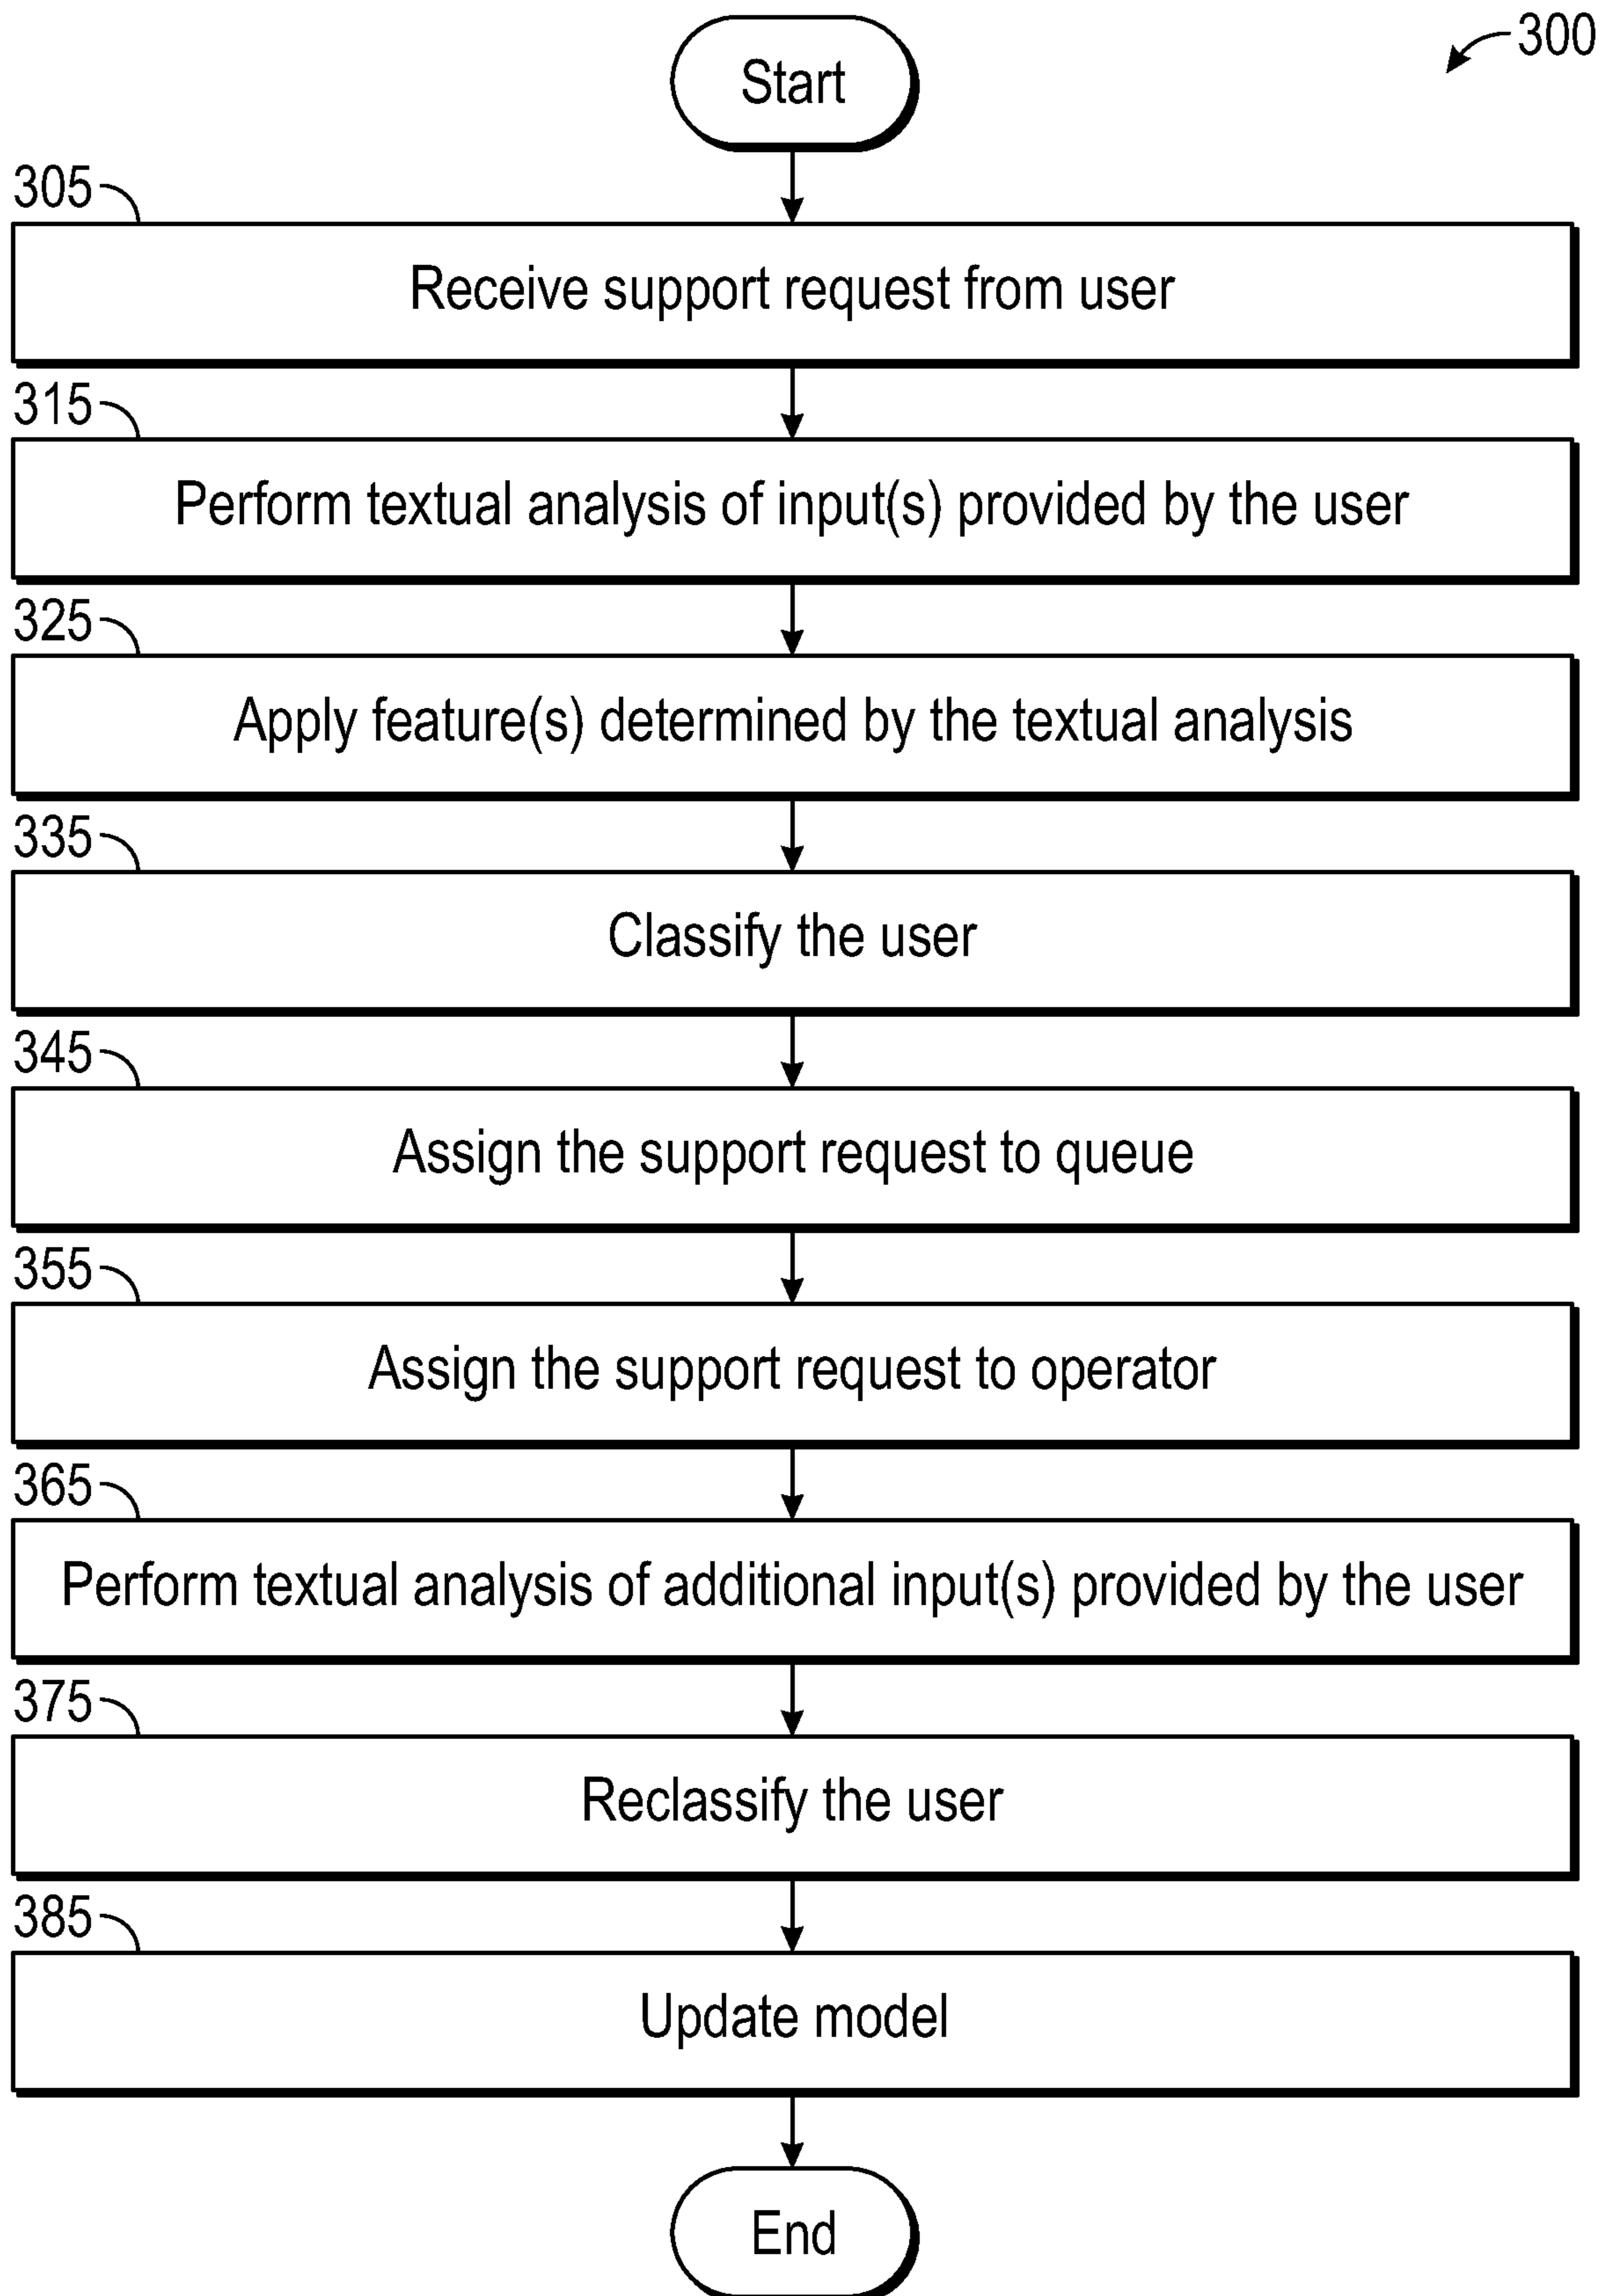 300
Start
305
Receive support request from user
315
Perform textual analysis of input(s) provided by the user
325
Apply feature(s) determined by the textual analysis
335
Classify the user
345
Assign the support request to queue
355
Assign the support request to operator
365
Perform textual analysis of additional input(s) provided by the user
375
Reclassify the user
385
Update model
End